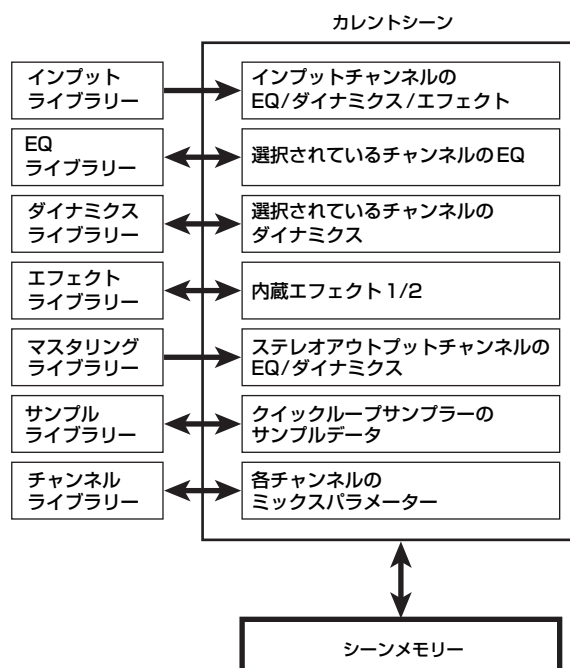 カレントシーン
インプット
ライブラリー
インプットチャンネルの
EQ/ダイナミクス/エフェクト
EQ
ライブラリー
選択されているチャンネルのEQ
ダイナミクス
ライブラリー
選択されているチャンネルの
ダイナミクス
エフェクト
ライブラリー
内蔵エフェクト1/2
マスタリング
ライブラリー
ステレオアウトプットチャンネルの
EQ/ダイナミクス
サンプル
ライブラリー
クイックループサンプラーの
サンプルデータ
チャンネル
ライブラリー
各チャンネルの
ミックスパラメーター
シーンメモリー